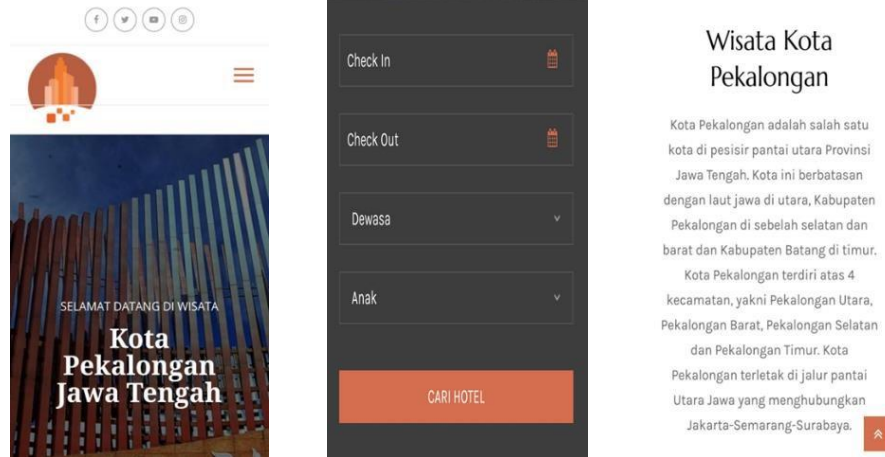 SELAMAT DATANG DI WISATA
Kota
Pekalongan
Jawa Tengah
Check In
Check Out
Dewasa
Anak
CARI HOTEL
Wisata Kota
Pekalongan
Kota Pekalongan adalah salah satu
kota di pesisir pantai utara Provinsi
Jawa Tengah. Kota ini berbatasan
dengan laut jawa di utara, Kabupaten
Pekalongan di sebelah selatan dan
barat dan Kabupaten Batang di timur.
Kota Pekalongan terdiri atas 4
kecamatan, yakni Pekalongan Utara,
Pekalongan Barat, Pekalongan Selatan
dan Pekalongan Timur. Kota
Pekalongan terletak di jalur pantai
Utara Jawa yang menghubungkan
Jakarta-Semarang-Surabaya.